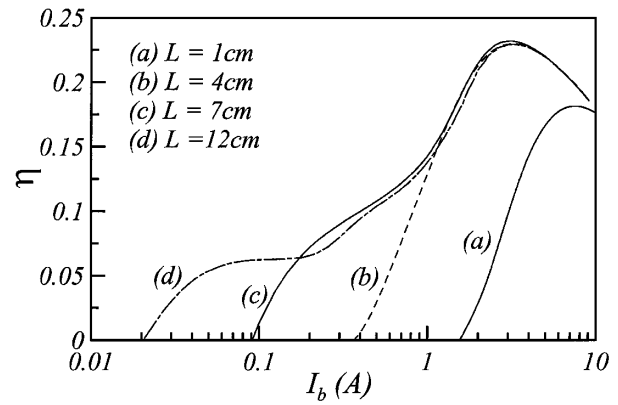 0.25
(a) L = 1cm
(b) L = 4cm
0.2
(c) L = 7cm
(d) L =12cm
0.15
η
0.1
(a)
0.05
(d)
(c)
(b)
0
0.01
0.1
1
10
I_b (A)